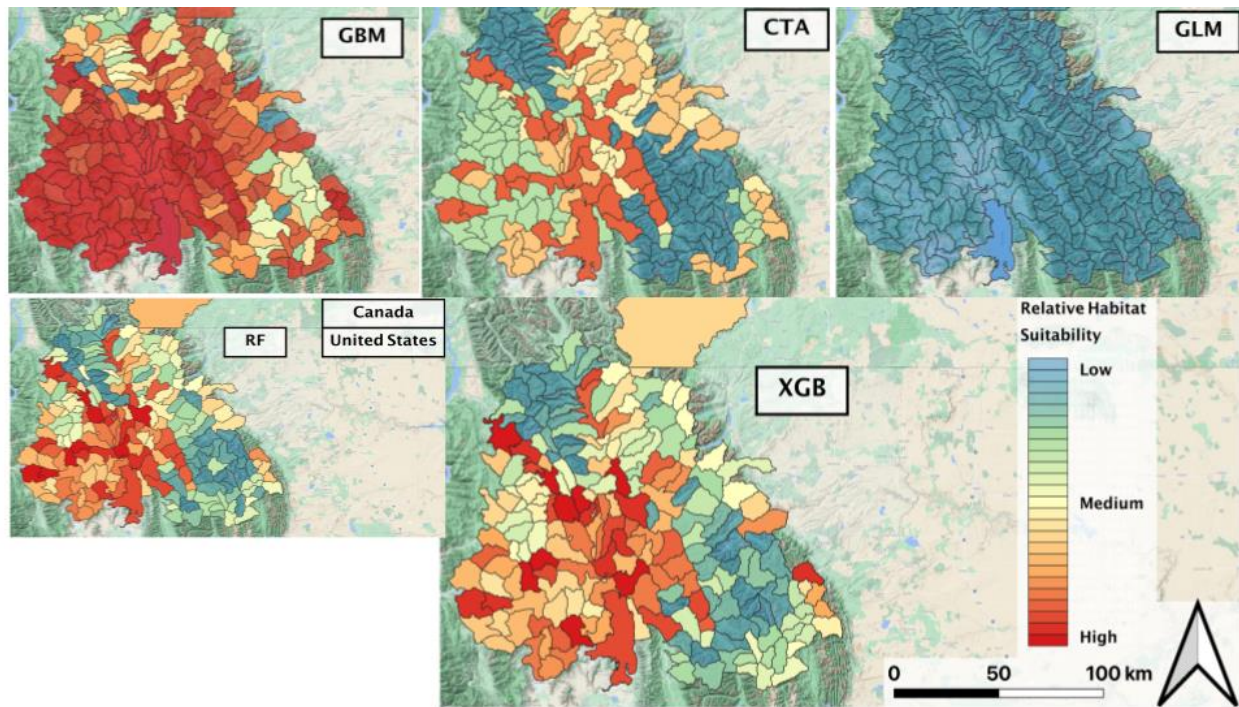 GBM
CTA
GLM
Canada
United States
RF
XGB
Relative Habitat
Suitability
Low
Medium
High
0
50
100 km